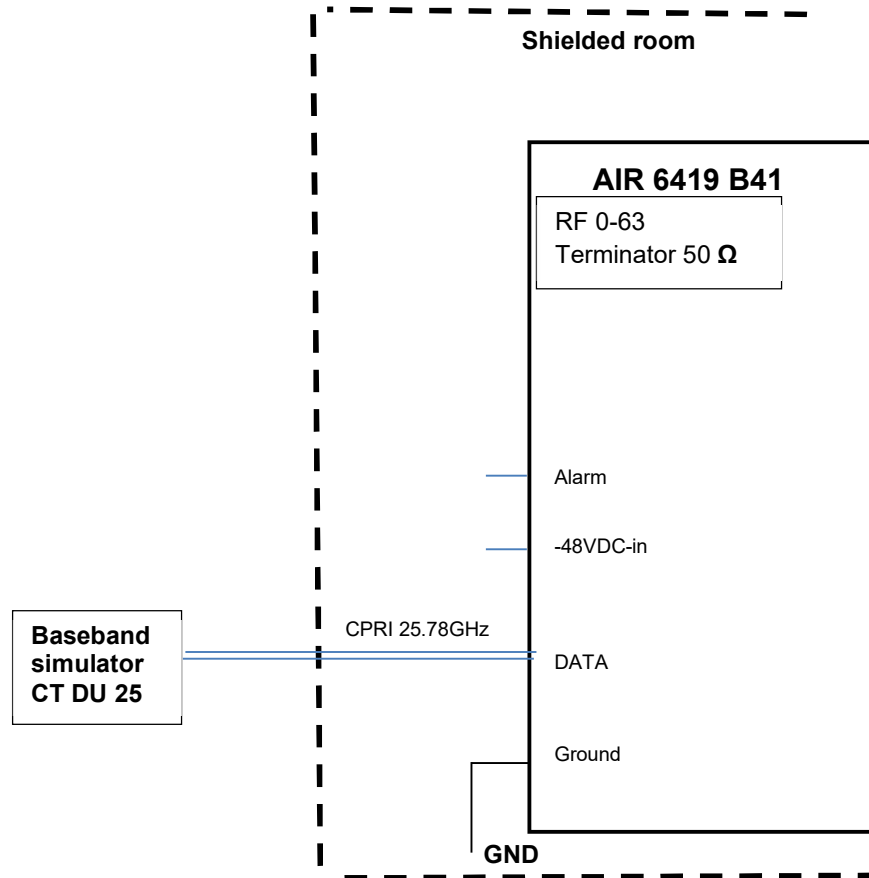 Shielded room
AIR 6419 B41
RF 0-63
Terminator 50 Ω
Alarm
-48VDC-in
CPRI 25.78GHz
Baseband
simulator
CT DU 25
DATA
Ground
GND